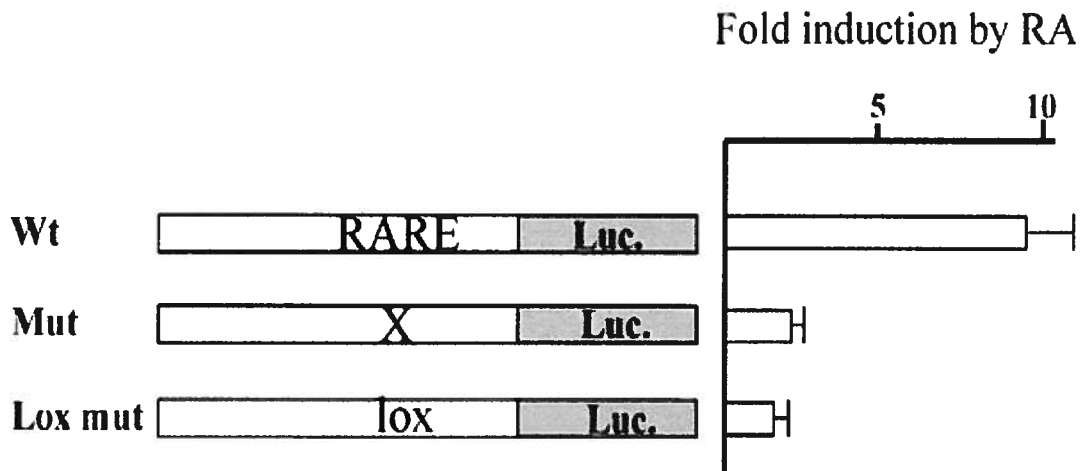 Fold induction by RA
5 10
Wt RARE Luc.
Mut X Luc.
Lox mut lox Luc.